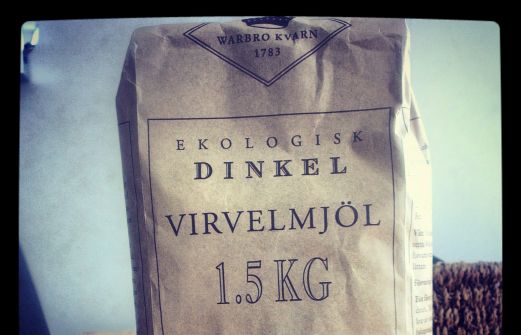 WARBRO KVARN
1783
EKOLOGISK
DINKEL
VIRVELMJÖL
1.5 KG